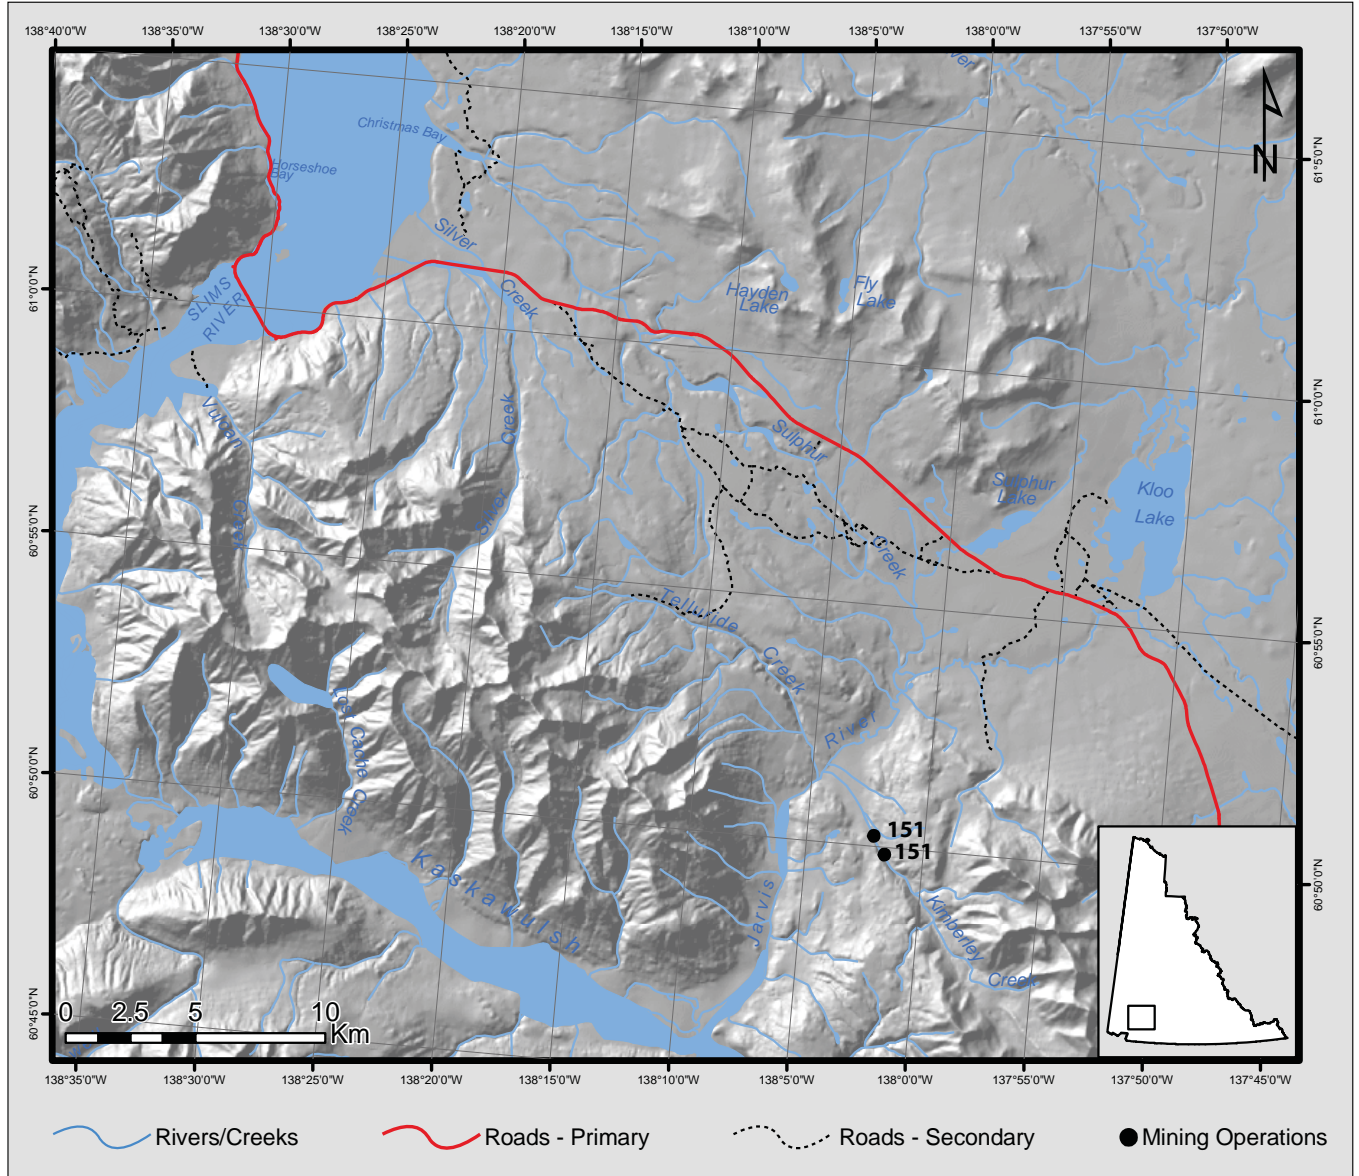 138°40'0"W 138°35'0"W 138°30'0"W 138°25'0"W 138°20'0"W 138°15'0"W 138°10'0"W 138°5'0"W 138°0'0"W 137°55'0"W 137°50'0"W
Christmas Bay
Horseshoe
Bay
N
61°5'0"N
Silver
Creek
61°0'0"N
SLIMS
RIVER
Hayden
Lake
Fly
Lake
Vulcan
Creek
Creek
Silver
Sulphur
Creek
61°0'0"N
Sulphur
Lake
Kloo
Lake
60°55'0"N
Telluride
Creek
60°55'0"N
River
Lost Cache Creek
60°50'0"N
151
151
Kaskawulsh
Jarvis
Kimberley
Creek
60°50'0"N
60°45'0"N
0 2.5 5 10
Km
138°35'0"W 138°30'0"W 138°25'0"W 138°20'0"W 138°15'0"W 138°10'0"W 138°5'0"W 138°0'0"W 137°55'0"W 137°50'0"W 137°45'0"W
Rivers/Creeks
Roads - Primary
Roads - Secondary
Mining Operations